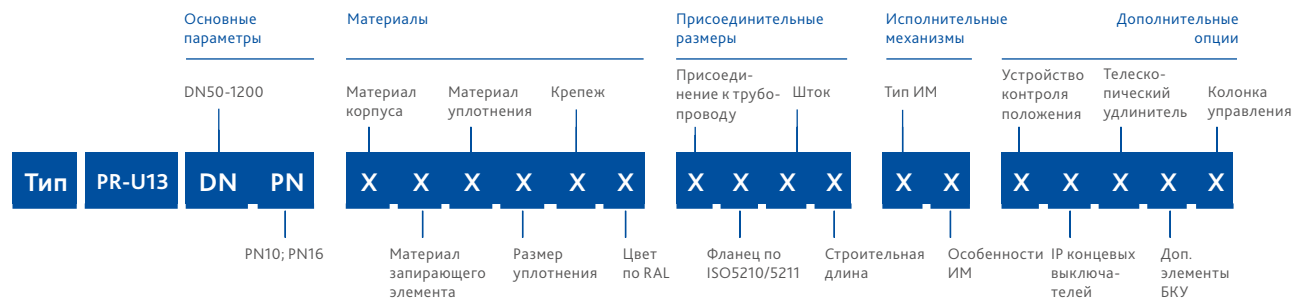 Основные
параметры
Материалы
Присоединительные
размеры
Исполнительные
механизмы
Дополнительные
опции
DN50-1200
Материал
корпуса
Материал
уплотнения
Крепеж
Присоеди-
нение к трубо-
проводу
Шток
Тип ИМ
Устройство
контроля
положения
Телеско-
пический
удлинитель
Колонка
управления
Тип PR-U13 DN PN X X X X X X X X X X X X X X X X X
PN10; PN16
Материал
запирающего
элемента
Размер
уплотнения
Цвет
по RAL
Фланец по
ISO5210/5211
Строительная
длина
Особенности
ИМ
IP концевых
выключа-
телей
Доп.
элементы
БКУ